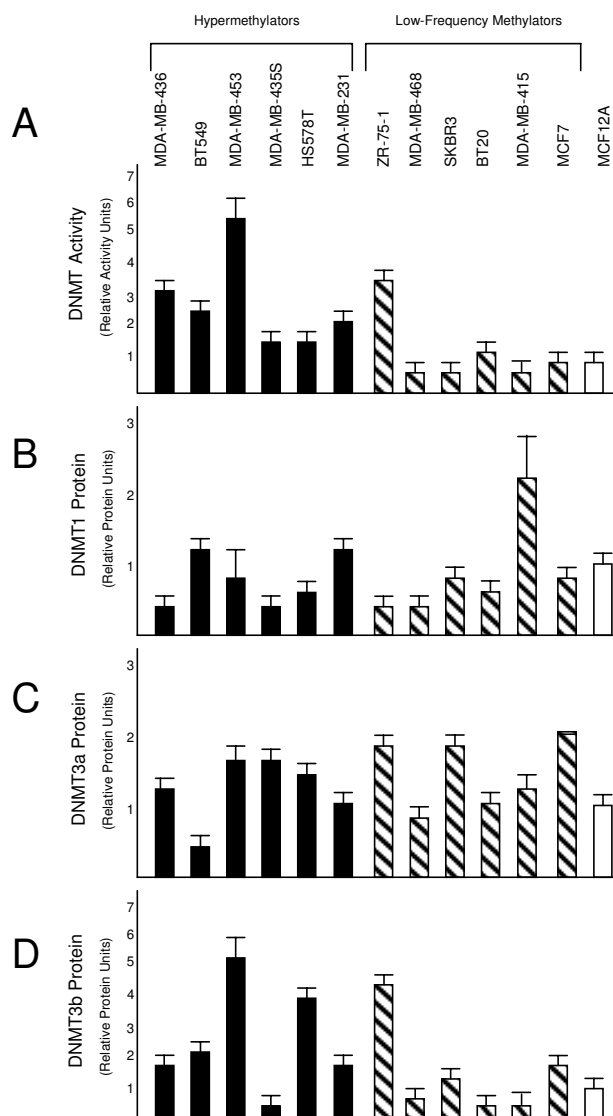 Hypermethylators
Low-Frequency Methylators
MDA-MB-436
BT549
MDA-MB-453
MDA-MB-435S
HS578T
MDA-MB-231
ZR-75-1
MDA-MB-468
SKBR3
BT20
MDA-MB-415
MCF7
MCF12A
A
DNMT Activity
(Relative Activity Units)
7
6
5
4
3
2
1
B
DNMT1 Protein
(Relative Protein Units)
3
2
1
C
DNMT3a Protein
(Relative Protein Units)
3
2
1
D
DNMT3b Protein
(Relative Protein Units)
7
6
5
4
3
2
1